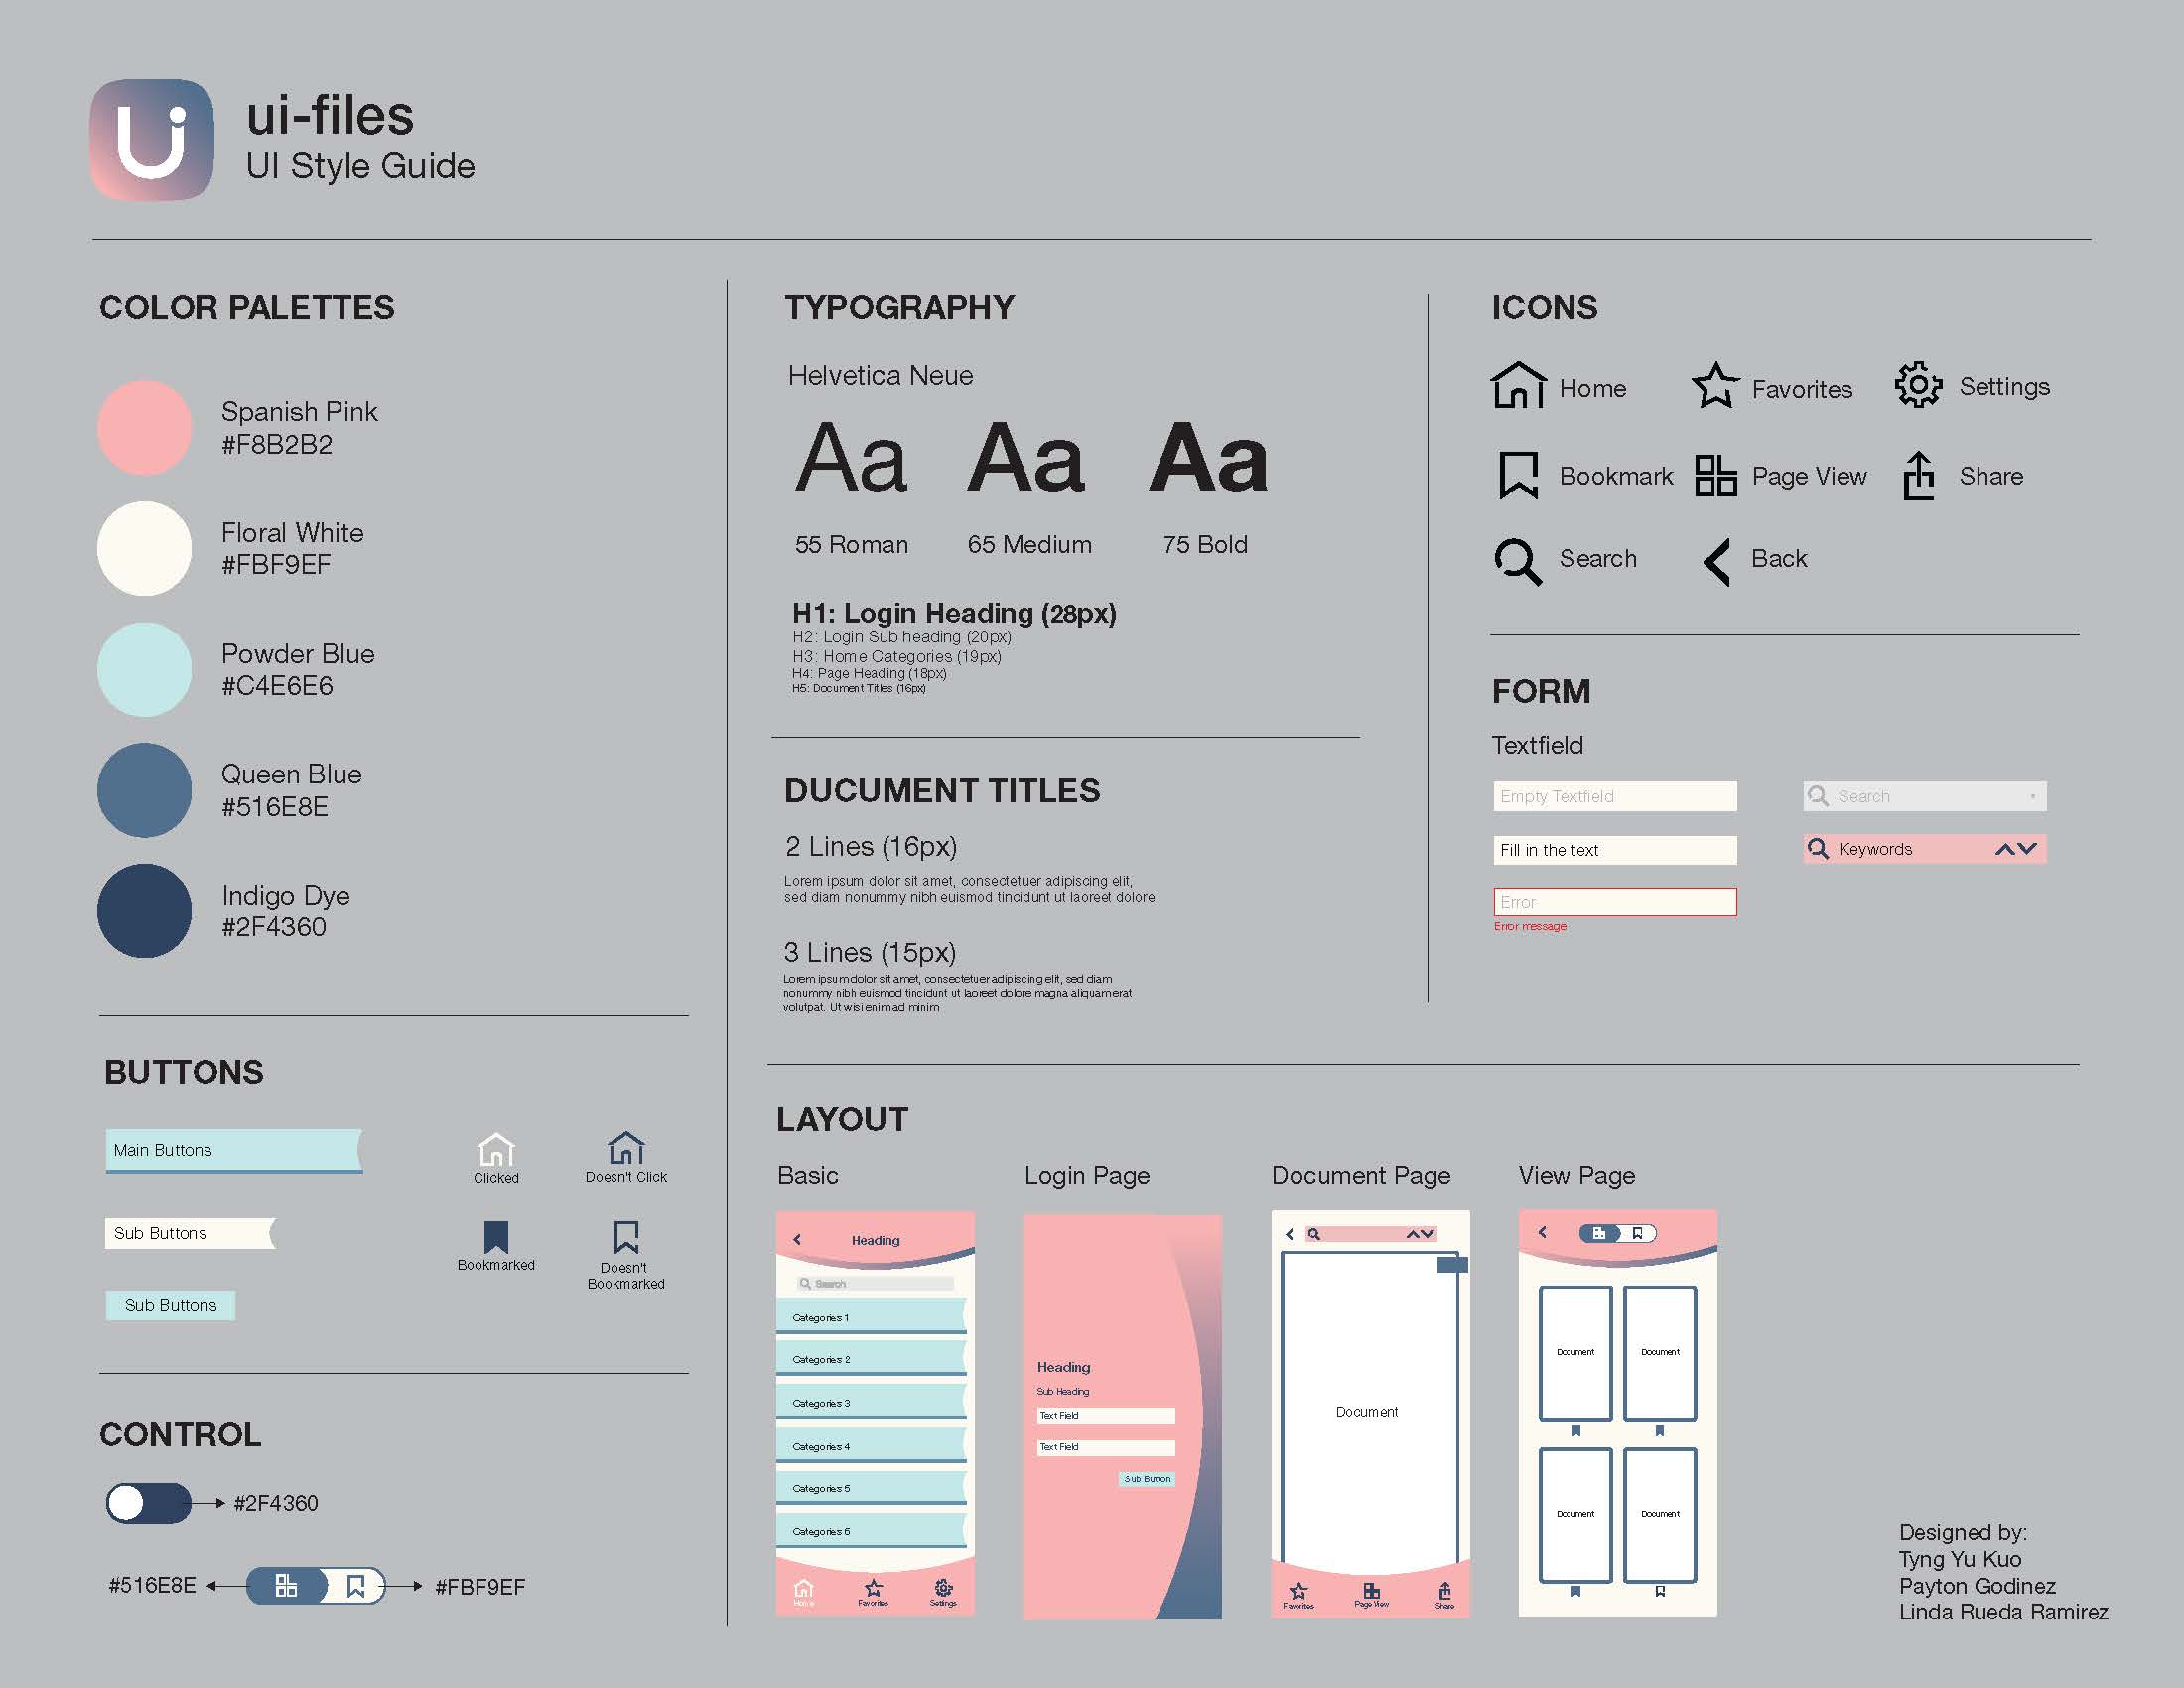 Ui
ui-files
UI Style Guide
COLOR PALETTES
Spanish Pink
#F8B2B2
Floral White
#FBF9EF
Powder Blue
#C4E6E6
Queen Blue
#516E8E
Indigo Dye
#2F4360
BUTTONS
Main Buttons
Clicked
Doesn't Click
Sub Buttons
Bookmarked
Doesn't
Bookmarked
Sub Buttons
CONTROL
#2F4360
#516E8E
#FBF9EF
TYPOGRAPHY
Helvetica Neue
Aa Aa Aa
55 Roman 65 Medium 75 Bold
H1: Login Heading (28px)
H2: Login Sub heading (20px)
H3: Home Categories (19px)
H4: Page Heading (18px)
H5: Document Titles (16px)
DUCUMENT TITLES
2 Lines (16px)
Lorem ipsum dolor sit amet, consectetuer adipiscing elit,
sed diam nonummy nibh euismod tincidunt ut laoreet dolore
3 Lines (15px)
Lorem ipsum dolor sit amet, consectetuer adipiscing elit, sed diam
nonummy nibh euismod tincidunt ut laoreet dolore magna aliquam erat
volutpat. Ut wisi enim ad minim
ICONS
Home Favorites Settings
Bookmark Page View Share
Search Back
FORM
Textfield
Empty Textfield
Search
Fill in the text
Keywords
Error
Error message
LAYOUT
Basic
Heading
Search
Categories 1
Categories 2
Categories 3
Categories 4
Categories 5
Categories 6
Home Favorites Settings
Login Page
Heading
Sub Heading
Text Field
Text Field
Sub Button
Document Page
Document
Favorites Page View Share
View Page
Document Document
Document Document
Designed by:
Tyng Yu Kuo
Payton Godinez
Linda Rueda Ramirez